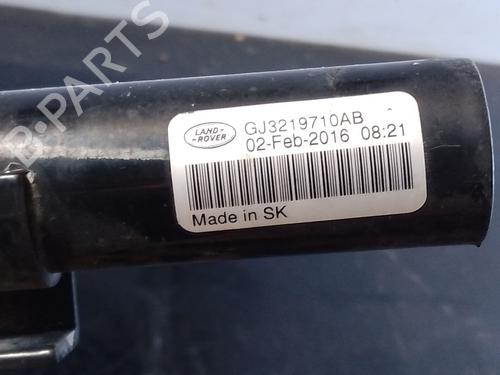 B-PARTS
LAND-
-ROVER
GJ3219710AB
02-Feb-2016 08:21
Made in SK